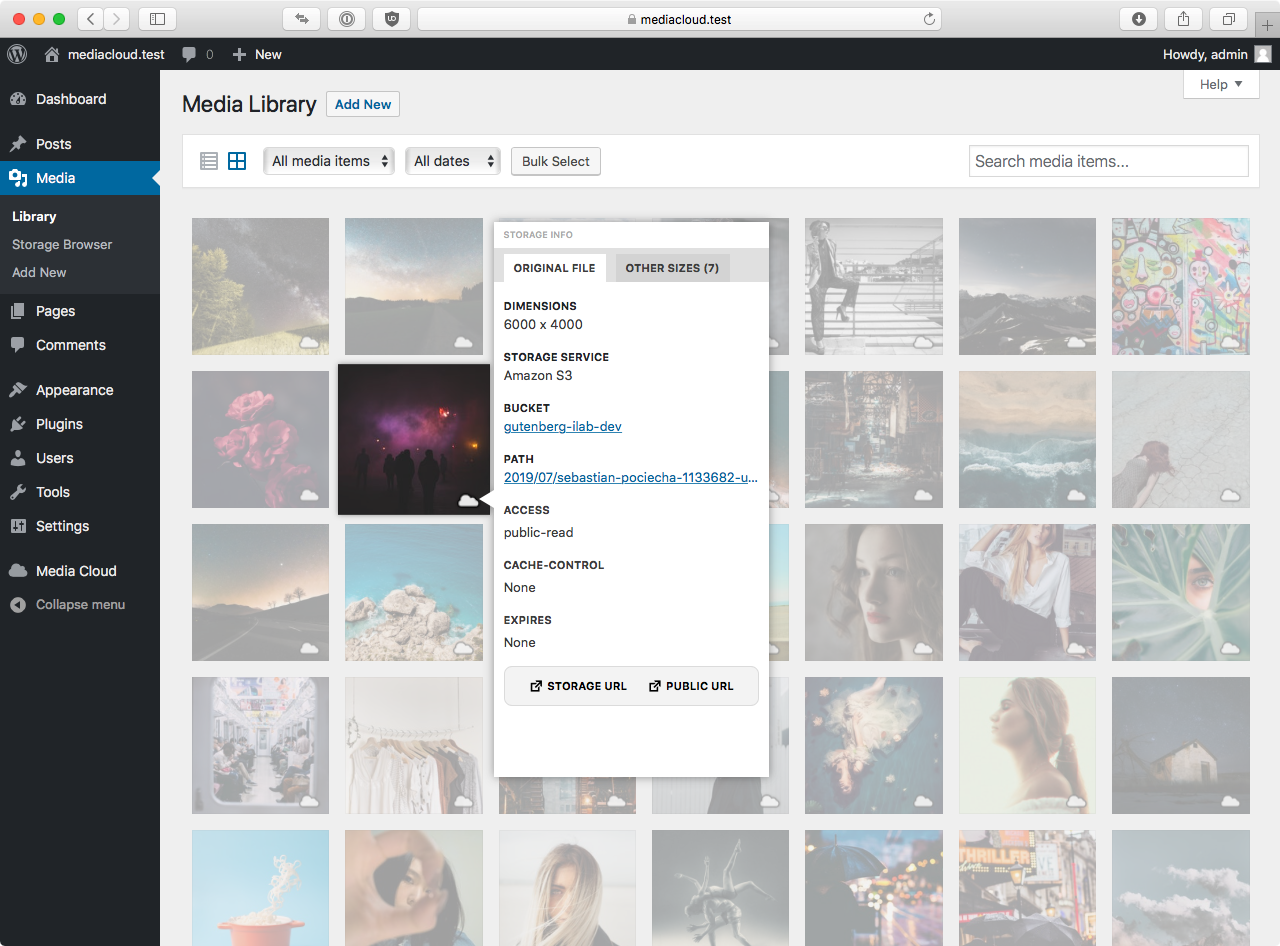 mediacloud.test
mediacloud.test
0
New
Howdy, admin
Dashboard
Posts
Media
Library
Storage Browser
Add New
Pages
Comments
Appearance
Plugins
Users
Tools
Settings
Media Cloud
Collapse menu
Help
Media Library
Add New
All media items
All dates
Bulk Select
Search media items...
STORAGE INFO
ORIGINAL FILE
OTHER SIZES (7)
DIMENSIONS
6000 x 4000
STORAGE SERVICE
Amazon S3
BUCKET
gutenberg-ilab-dev
PATH
2019/07/sebastian-pociecha-1133682-u...
ACCESS
public-read
CACHE-CONTROL
None
EXPIRES
None
STORAGE URL
PUBLIC URL
THRILLER